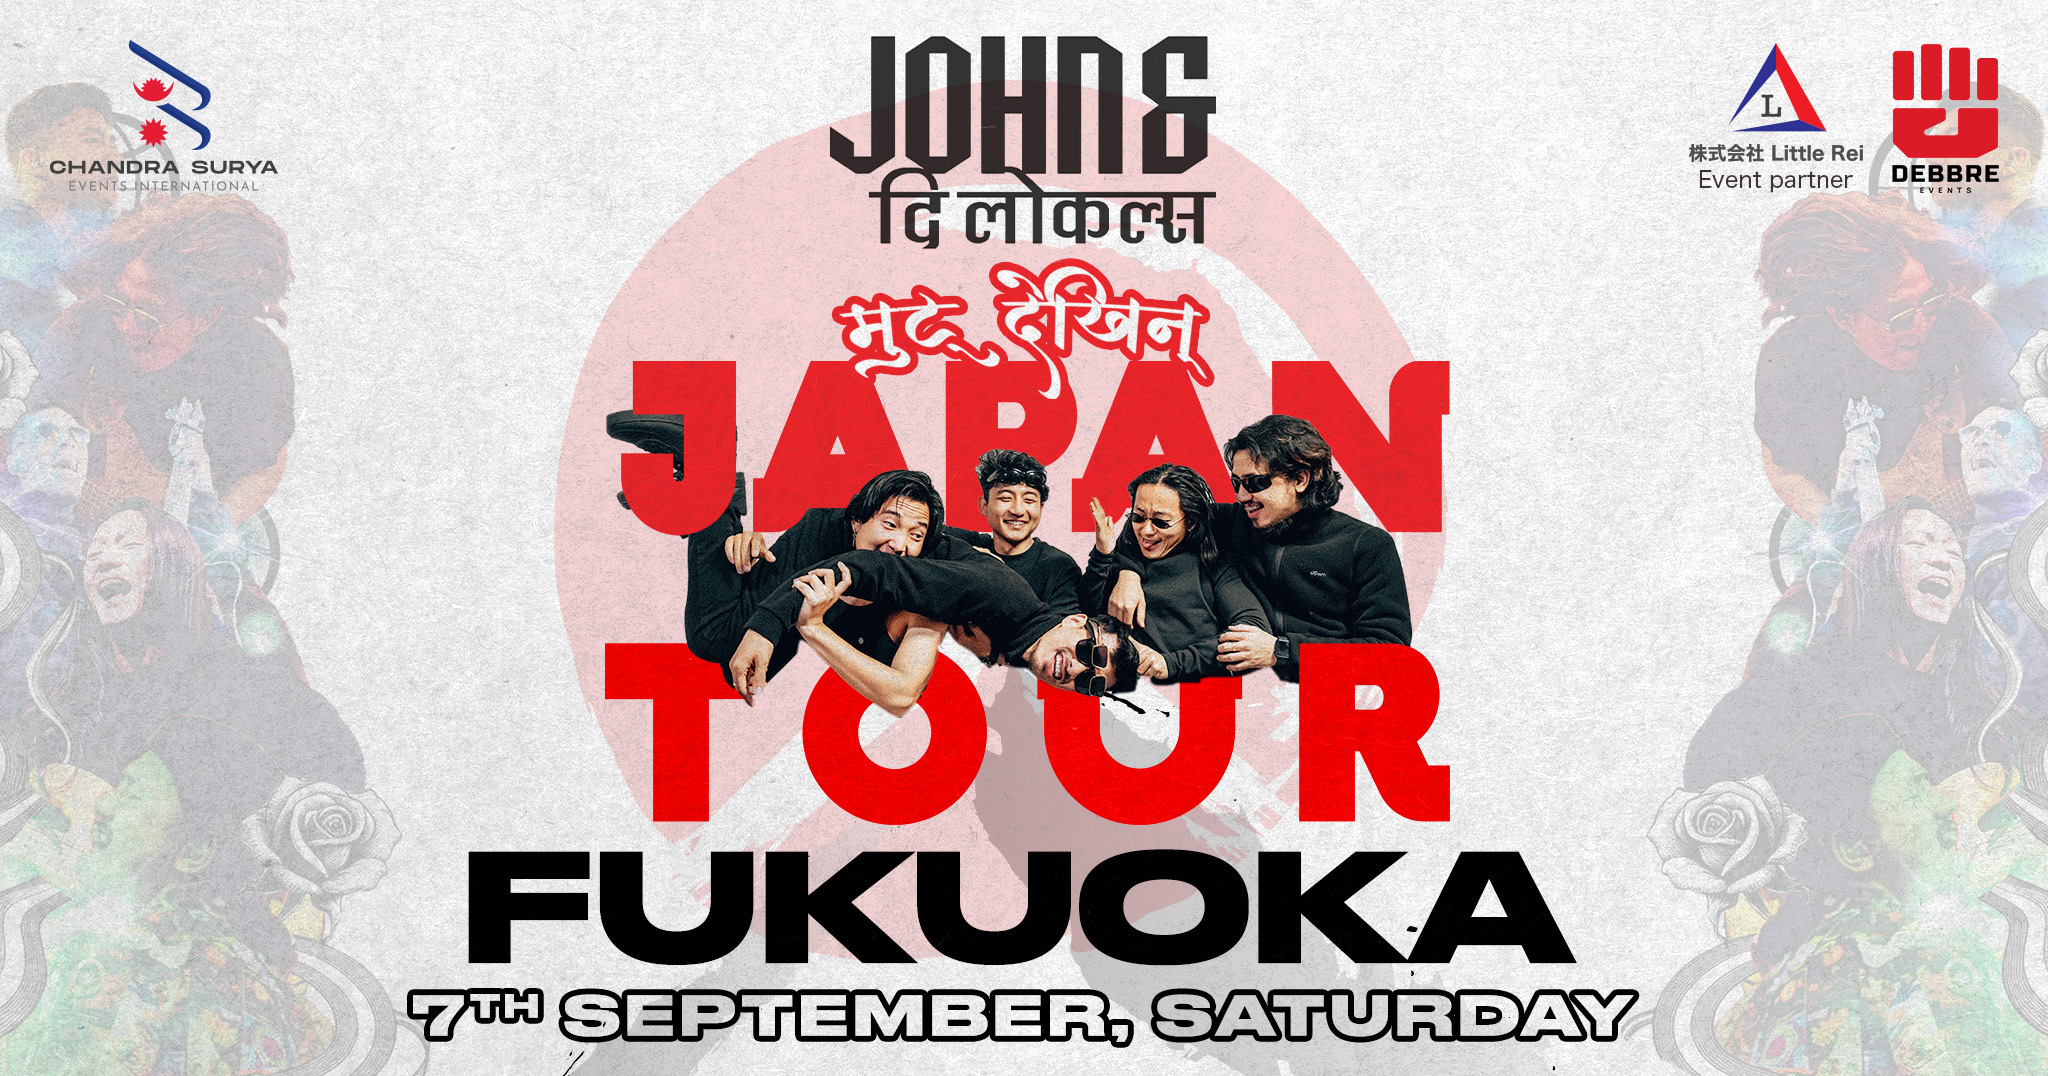 CHANDRA SURYA
EVENTS INTERNATIONAL
JOHN &
दि लोकल्स
L
株式会社 Little Rei
Event partner
DEBBRE
EVENTS
मुटु देखिन्
JAPAN
TOUR
FUKUOKA
7TH SEPTEMBER, SATURDAY